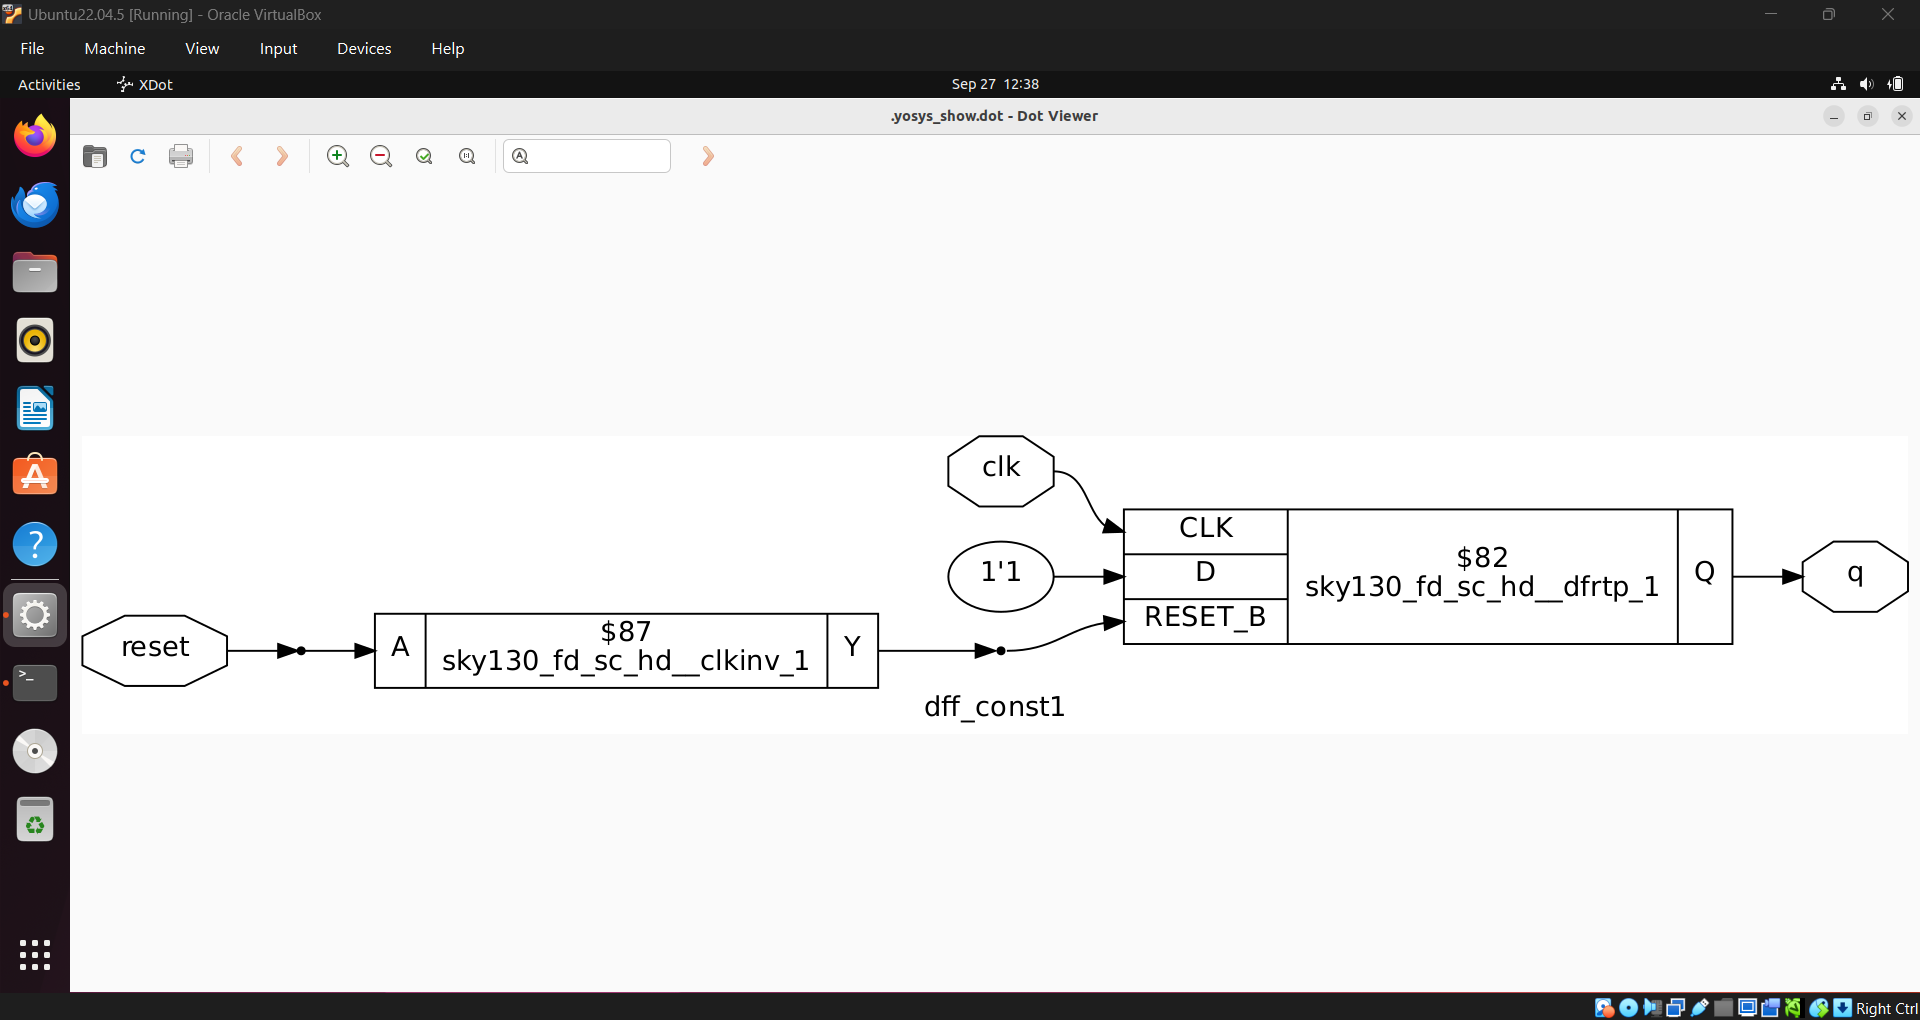 Ubuntu22.04.5 [Running] - Oracle VirtualBox
File Machine View Input Devices Help
Activities XDot Sep 27 12:38
.yosys_show.dot - Dot Viewer
clk
CLK
1'1
D
$82
sky130_fd_sc_hd__dfrtp_1
Q
q
RESET_B
reset
A
$87
sky130_fd_sc_hd__clkinv_1
Y
dff_const1
Right Ctrl